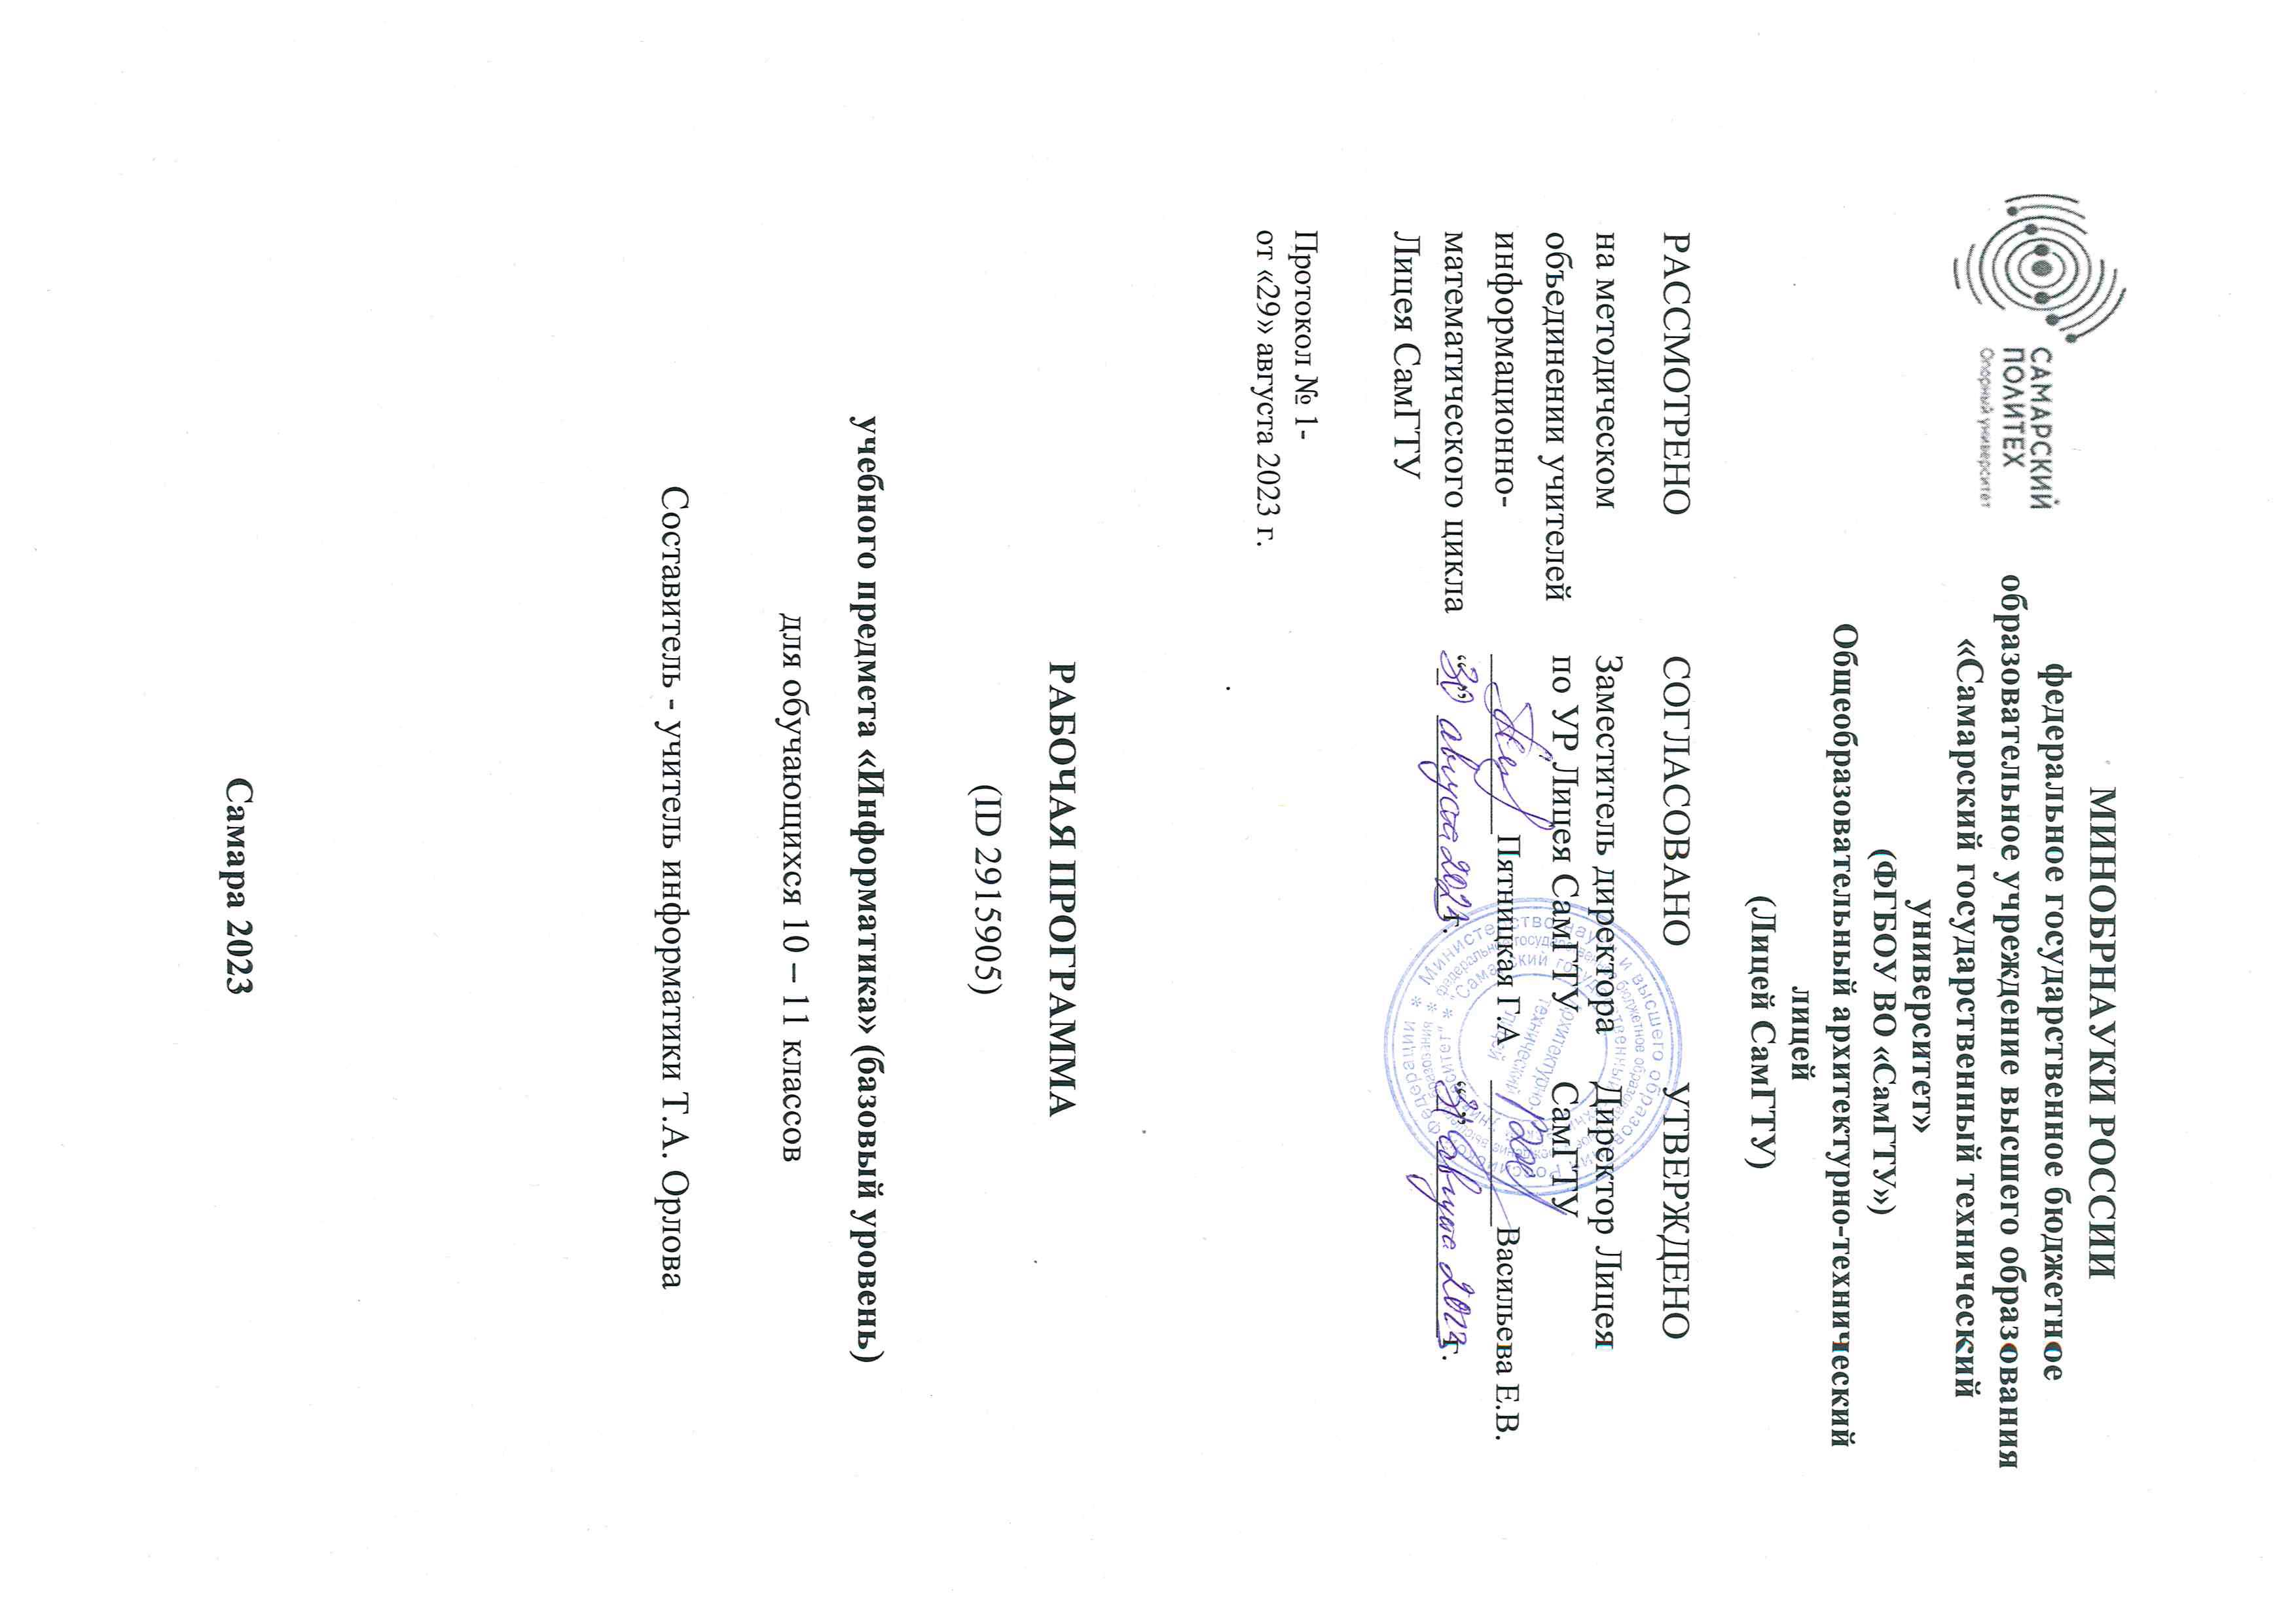 САМАРСКИЙ
ПОЛИТЕХ
Опорный университет
МИНОБРНАУКИ РОССИИ
федеральное государственное бюджетное
образовательное учреждение высшего образования
«Самарский государственный технический
университет»
(ФГБОУ ВО «СамГТУ»)
Общеобразовательный архитектурно-технический
лицей
(Лицей СамГТУ)
РАССМОТРЕНО
на методическом
объединении учителей
информационно-
математического цикла
Лицея СамГТУ
Протокол № 1-
от «29» августа 2023 г.
СОГЛАСОВАНО
Заместитель директора
по УР Лицея СамГТУ
Пятницкая Г.А
“30” августа 2023 г.
УТВЕРЖДЕНО
Директор Лицея
СамГТУ
Васильева Е.В.
августа 2023 г.
РАБОЧАЯ ПРОГРАММА
(ID 2915905)
учебного предмета «Информатика» (базовый уровень)
для обучающихся 10 – 11 классов
Составитель - учитель информатики Т.А. Орлова
Самара 2023